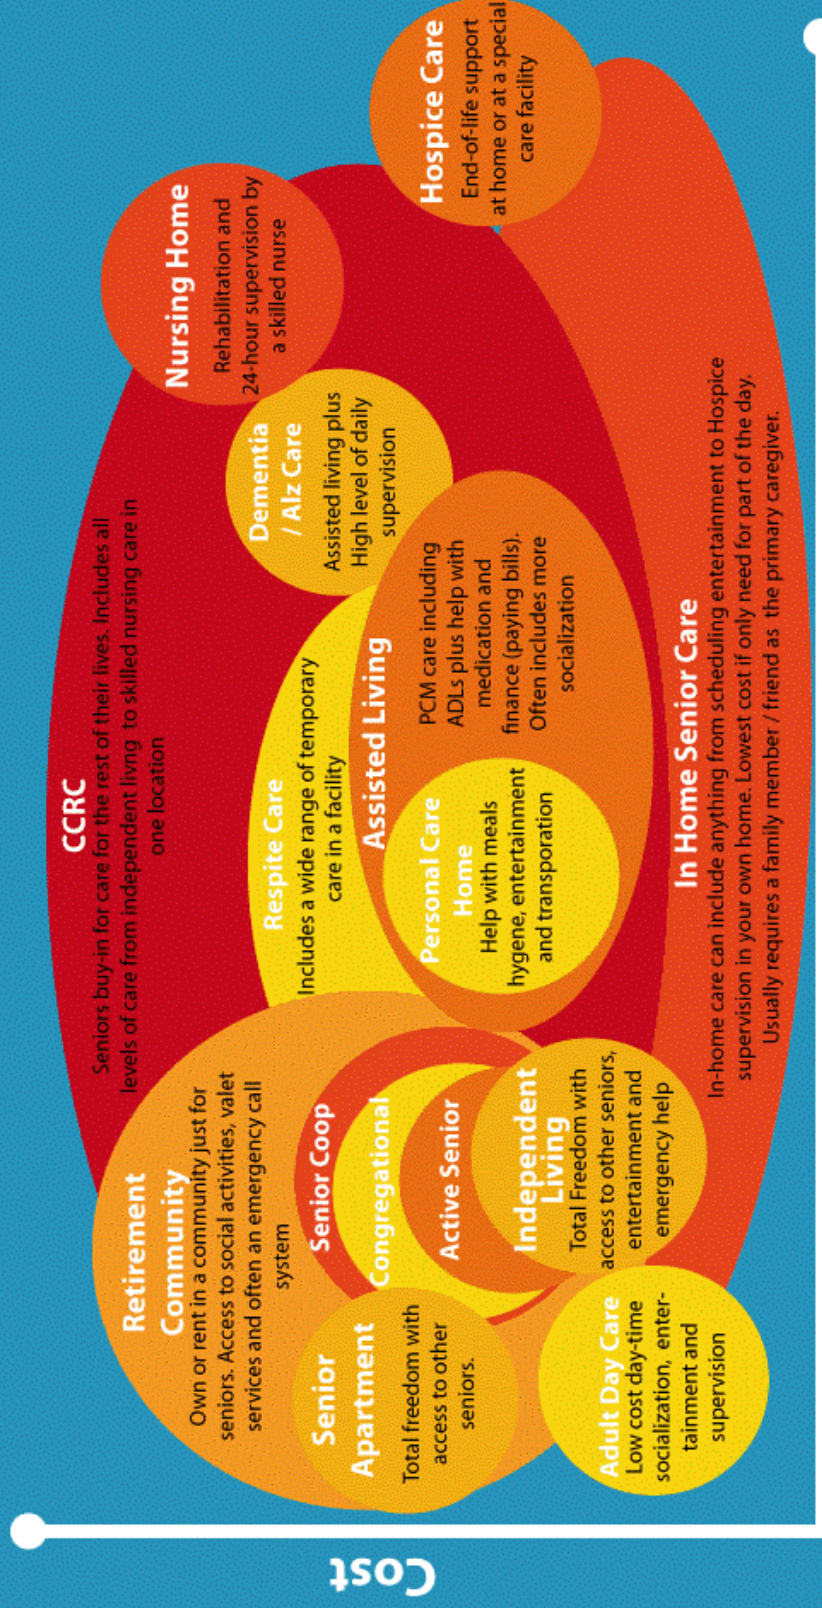 CCRC
Seniors buy-in for care for the rest of their lives. Includes all
levels of care from independent livng to skilled nursing care in
one location
Nursing Home
Rehabilitation and
24-hour supervision by
a skilled nurse
Retirement
Community
Own or rent in a community just for
seniors. Access to social activities, valet
services and often an emergency call
system
Respite Care
Includes a wide range of temporary
care in a facility
Dementia
/ Alz Care
Assisted living plus
High level of daily
supervision
Hospice Care
End-of-life support
at home or at a special
care facility
Senior
Apartment
Total freedom with
access to other
seniors.
Senior Coop
Congregational
Active Senior
Independent
Living
Total Freedom with
access to other seniors,
entertainment and
emergency help
Assisted Living
PCM care including
ADLs plus help with
medication and
finance (paying bills).
Often includes more
socialization
Personal Care
Home
Help with meals
hygene, entertainment
and transporation
Adult Day Care
Low cost day-time
socialization, enter-
tainment and
supervision
In Home Senior Care
In-home care can include anything from scheduling entertainment to Hospice
supervision in your own home. Lowest cost if only need for part of the day.
Usually requires a family member / friend as the primary caregiver.
Cost